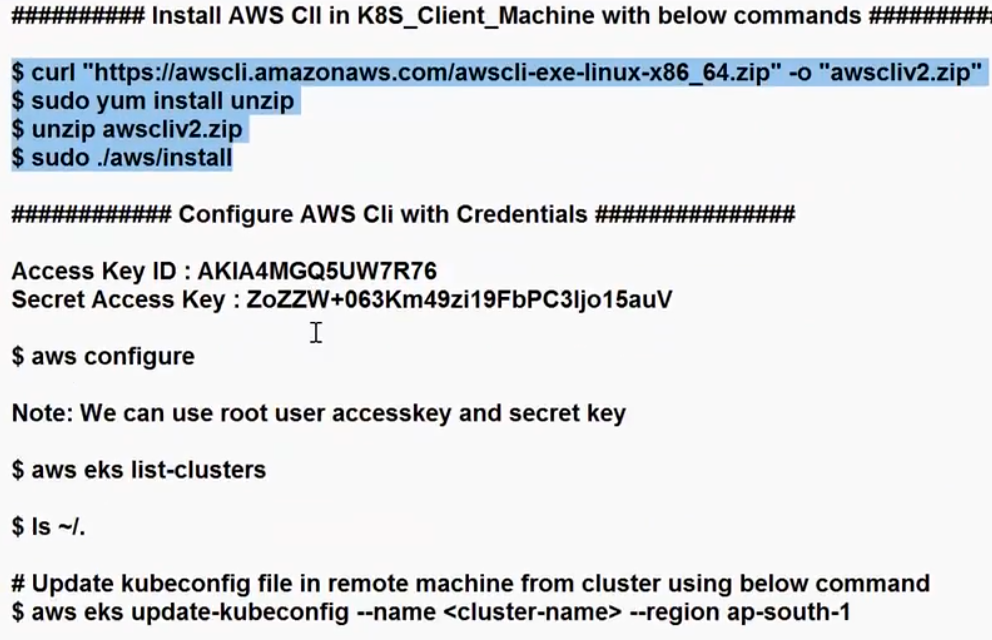 ########## Install AWS ClI in K8S_Client_Machine with below commands ##########
$ curl "https://awscli.amazonaws.com/awscli-exe-linux-x86_64.zip" -o "awscliv2.zip"
$ sudo yum install unzip
$ unzip awscliv2.zip
$ sudo ./aws/install
############ Configure AWS Cli with Credentials ###############
Access Key ID : AKIA4MGQ5UW7R76
Secret Access Key : ZoZZW+063Km49zi19FbPC3Ijo15auV
$ aws configure
Note: We can use root user accesskey and secret key
$ aws eks list-clusters
$ ls ~/.
# Update kubeconfig file in remote machine from cluster using below command
$ aws eks update-kubeconfig --name <cluster-name> --region ap-south-1